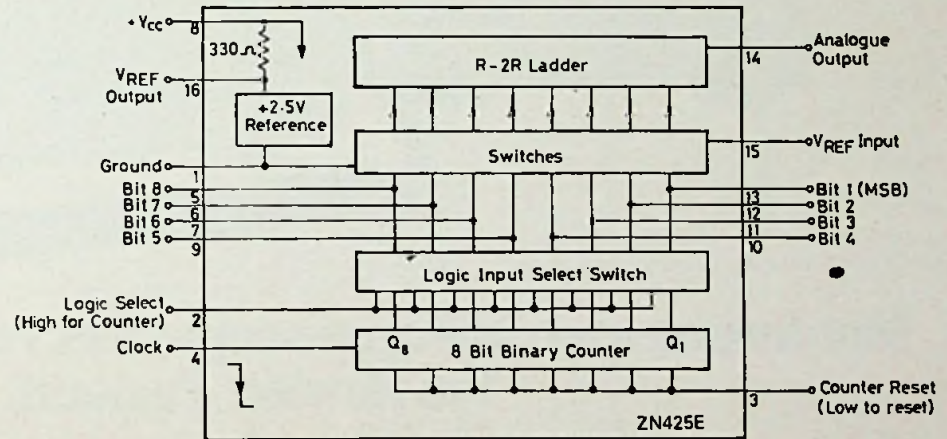 +Vcc
8
330Ω
VREF
Output
16
+2·5V
Reference
R-2R Ladder
14
Analogue
Output
Ground
1
Switches
15
VREF Input
Bit 8
5
Bit 7
6
Bit 6
7
Bit 5
9
Bit 1 (MSB)
13
Bit 2
12
Bit 3
11
Bit 4
10
Logic Input Select Switch
Logic Select
(High for Counter)
2
Clock
4
Q8
8 Bit Binary Counter
Q1
3
Counter Reset
(Low to reset)
ZN425E